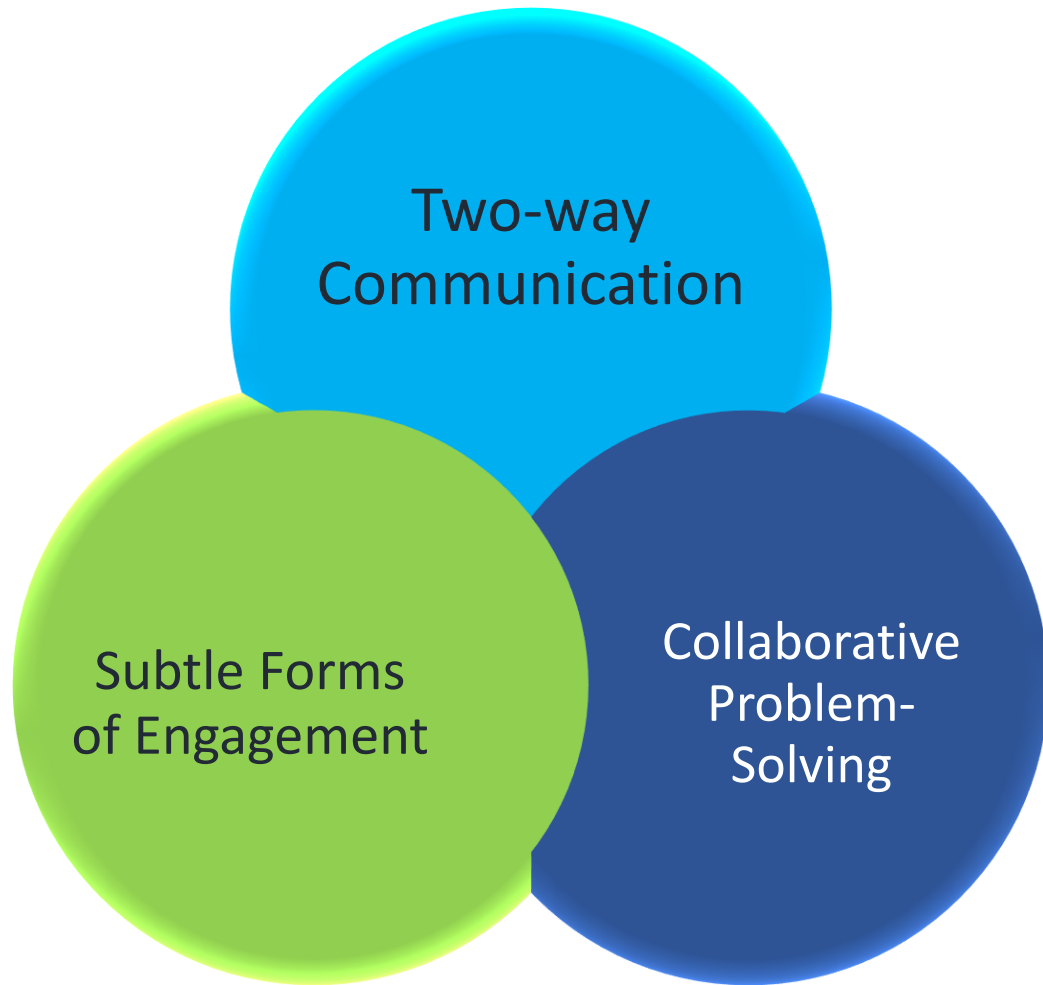 Two-way
Communication
Subtle Forms
of Engagement
Collaborative
Problem-
Solving